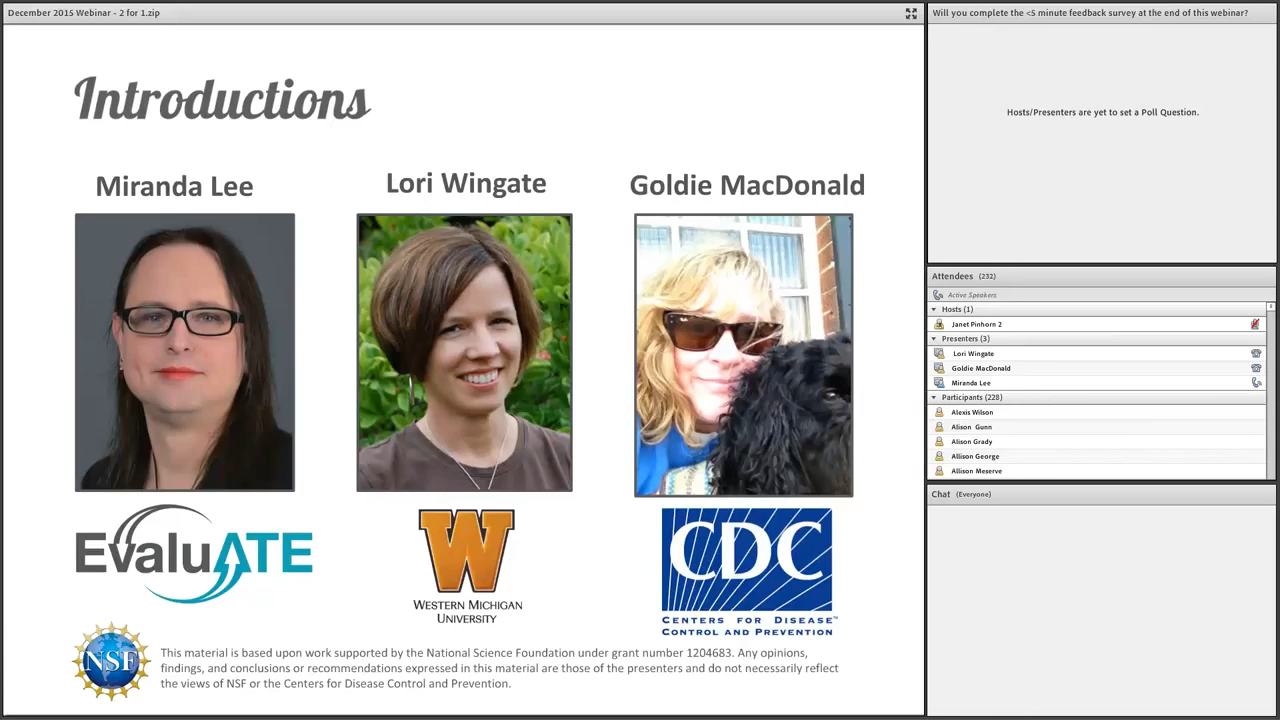 December 2015 Webinar - 2 for 1.zip
Introductions
Miranda Lee
Lori Wingate
Goldie MacDonald
EvaluATE
W
WESTERN MICHIGAN
UNIVERSITY
CDC
CENTERS FOR DISEASE™
CONTROL AND PREVENTION
NSF
This material is based upon work supported by the National Science Foundation under grant number 1204683. Any opinions,
findings, and conclusions or recommendations expressed in this material are those of the presenters and do not necessarily reflect
the views of NSF or the Centers for Disease Control and Prevention.
Will you complete the <5 minute feedback survey at the end of this webinar?
Hosts/Presenters are yet to set a Poll Question.
Attendees (232)
Active Speakers
Hosts (1)
Janet Pinhorn 2
Presenters (3)
Lori Wingate
Goldie MacDonald
Miranda Lee
Participants (228)
Alexis Wilson
Alison Gunn
Alison Grady
Allison George
Allison Meserve
Chat (Everyone)